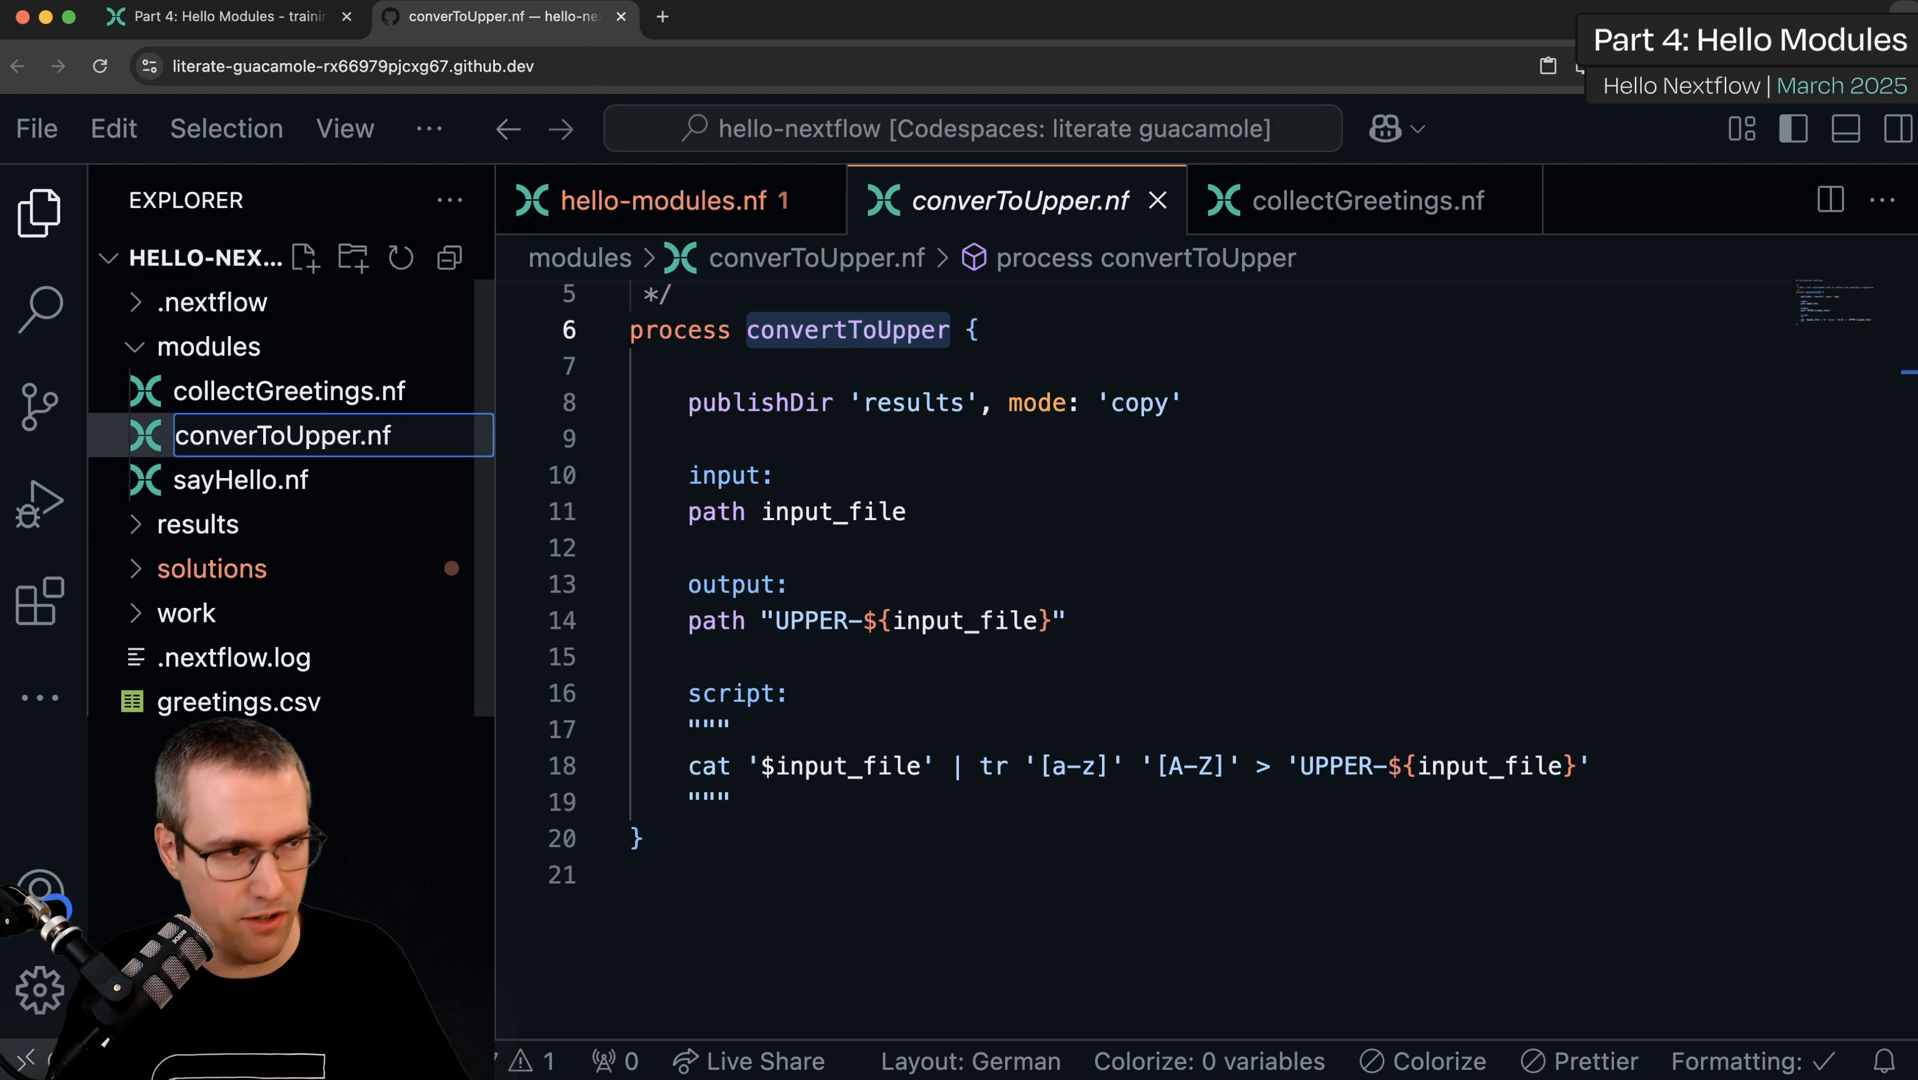 Part 4: Hello Modules - trainin
converToUpper.nf — hello-ne
literate-guacamole-rx66979pjcxg67.github.dev
Part 4: Hello Modules
Hello Nextflow | March 2025
File Edit Selection View ...
hello-nextflow [Codespaces: literate guacamole]
EXPLORER
hello-modules.nf 1
converToUpper.nf
collectGreetings.nf
HELLO-NEX...
modules > converToUpper.nf > process convertToUpper
.nextflow
modules
collectGreetings.nf
converToUpper.nf
sayHello.nf
results
solutions
work
.nextflow.log
greetings.csv
5 */
6 process convertToUpper {
7
8 publishDir 'results', mode: 'copy'
9
10 input:
11 path input_file
12
13 output:
14 path "UPPER-${input_file}"
15
16 script:
17 """
18 cat '$input_file' | tr '[a-z]' '[A-Z]' > 'UPPER-${input_file}'
19 """
20 }
21
RODE
1 0 Live Share Layout: German Colorize: 0 variables Colorize Prettier Formatting: ✓